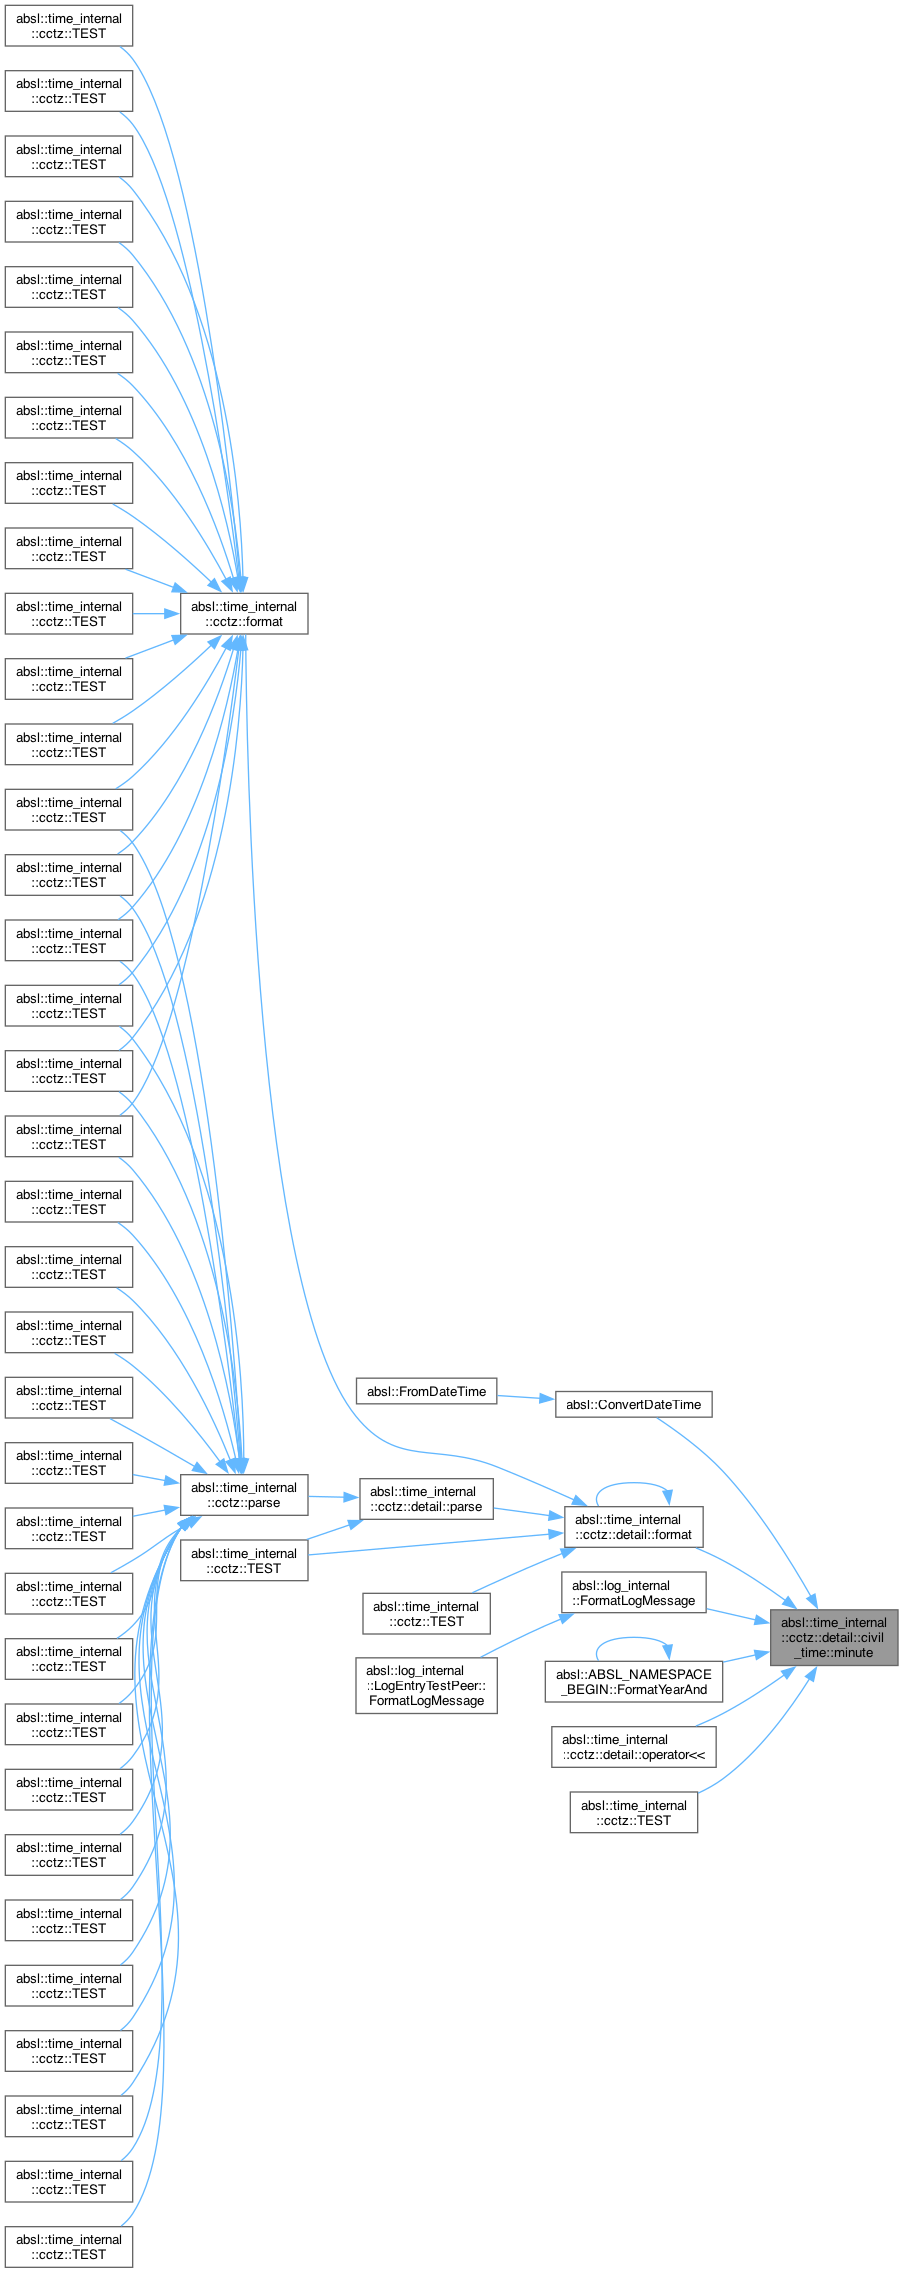 absl::time_internal
::cctz::TEST
absl::time_internal
::cctz::TEST
absl::time_internal
::cctz::TEST
absl::time_internal
::cctz::TEST
absl::time_internal
::cctz::TEST
absl::time_internal
::cctz::TEST
absl::time_internal
::cctz::TEST
absl::time_internal
::cctz::TEST
absl::time_internal
::cctz::TEST
absl::time_internal
::cctz::TEST
absl::time_internal
::cctz::TEST
absl::time_internal
::cctz::TEST
absl::time_internal
::cctz::TEST
absl::time_internal
::cctz::TEST
absl::time_internal
::cctz::TEST
absl::time_internal
::cctz::TEST
absl::time_internal
::cctz::TEST
absl::time_internal
::cctz::TEST
absl::time_internal
::cctz::TEST
absl::time_internal
::cctz::TEST
absl::time_internal
::cctz::TEST
absl::time_internal
::cctz::TEST
absl::time_internal
::cctz::TEST
absl::time_internal
::cctz::TEST
absl::time_internal
::cctz::TEST
absl::time_internal
::cctz::TEST
absl::time_internal
::cctz::TEST
absl::time_internal
::cctz::TEST
absl::time_internal
::cctz::TEST
absl::time_internal
::cctz::TEST
absl::time_internal
::cctz::TEST
absl::time_internal
::cctz::TEST
absl::time_internal
::cctz::TEST
absl::time_internal
::cctz::TEST
absl::time_internal
::cctz::TEST
absl::time_internal
::cctz::format
absl::time_internal
::cctz::parse
absl::time_internal
::cctz::TEST
absl::FromDateTime
absl::time_internal
::cctz::detail::parse
absl::time_internal
::cctz::TEST
absl::log_internal
::LogEntryTestPeer::
FormatLogMessage
absl::ConvertDateTime
absl::time_internal
::cctz::detail::format
absl::log_internal
::FormatLogMessage
absl::ABSL_NAMESPACE
_BEGIN::FormatYearAnd
absl::time_internal
::cctz::detail::operator<<
absl::time_internal
::cctz::TEST
absl::time_internal
::cctz::detail::civil
_time::minute